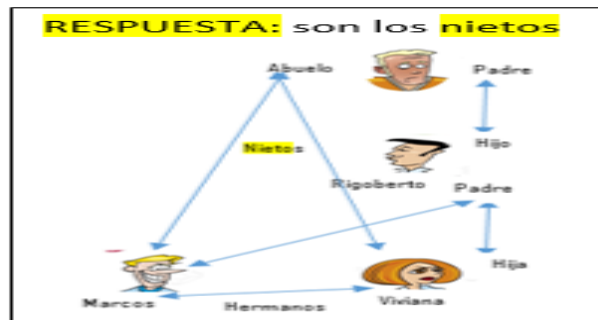 RESPUESTA: son los nietos
Abuelo Padre
Nietos Hijo
Rigoberto Padre
Hija
Marcos Hermanos Viviana